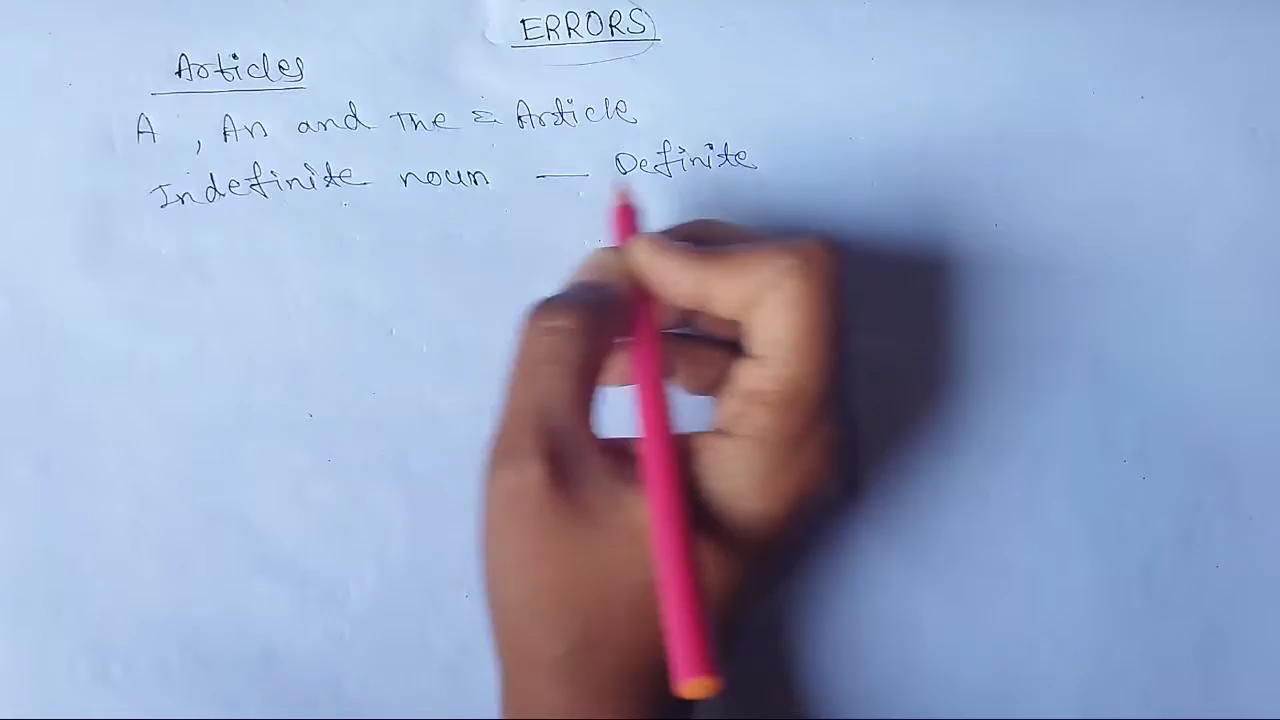 ERRORS
Articles
A , An and The = Article
Indefinite noun — Definite